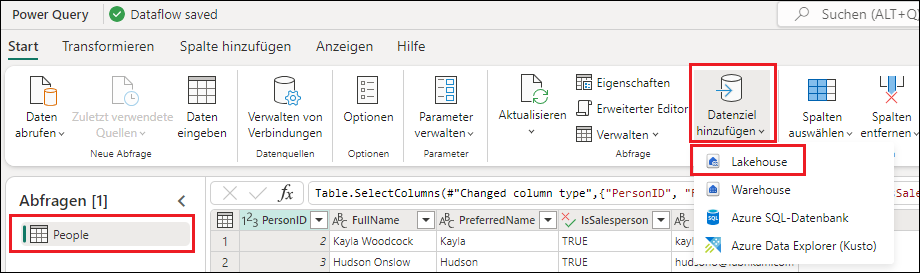 Power Query Dataflow saved Suchen (ALT+Q)
Start Transformieren Spalte hinzufügen Anzeigen Hilfe
Daten
abrufen
Zuletzt verwendete
Quellen
Daten
eingeben
Neue Abfrage
Verwalten von
Verbindungen
Datenquellen
Optionen
Optionen
Parameter
verwalten
Parameter
Aktualisieren
Eigenschaften
Erweiterter Editor
Verwalten
Abfrage
Datenziel
hinzufügen
Spalten
auswählen
Spalten
entfernen
Lakehouse
Warehouse
Azure SQL-Datenbank
Azure Data Explorer (Kusto)
Abfragen [1]
People
fx Table.SelectColumns(#"Changed column type",{"PersonID", "
PersonID FullName PreferredName IsSalesperson
1 2 Kayla Woodcock Kayla TRUE
2 3 Hudson Onslow Hudson TRUE